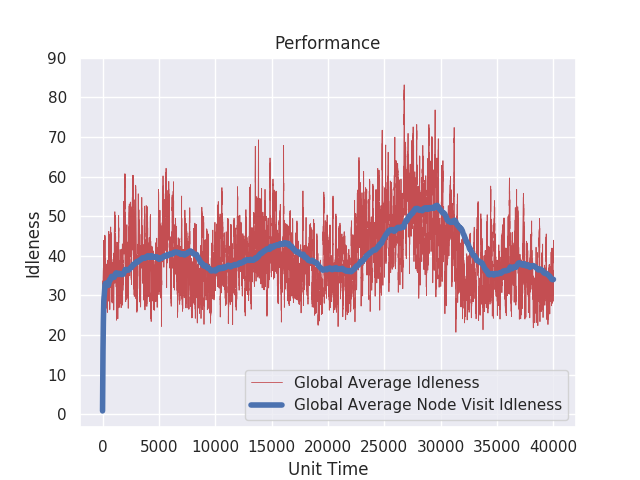 Performance
90
80
70
60
50
40
30
20
10
0
Idleness
0 5000 10000 15000 20000 25000 30000 35000 40000
Unit Time
Global Average Idleness
Global Average Node Visit Idleness